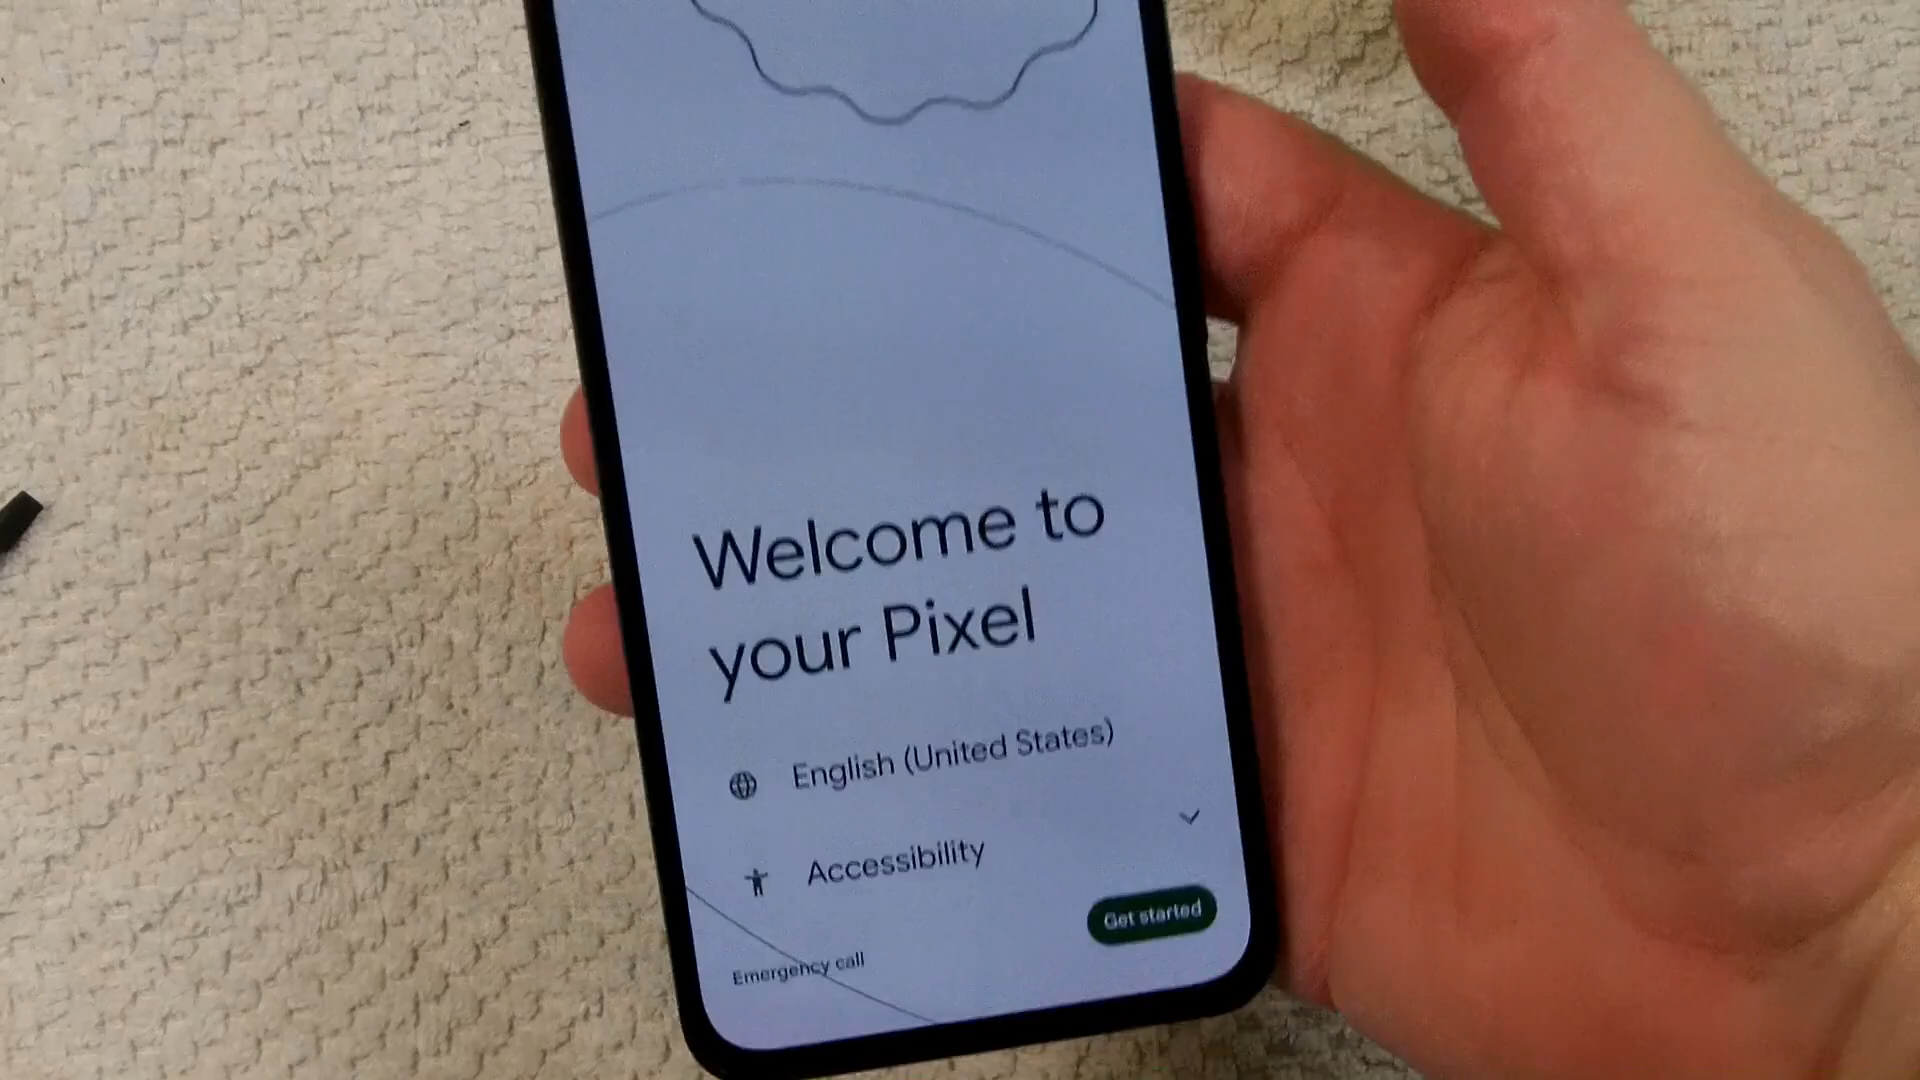 Welcome to
your Pixel
English (United States)
Accessibility
Get started
Emergency call